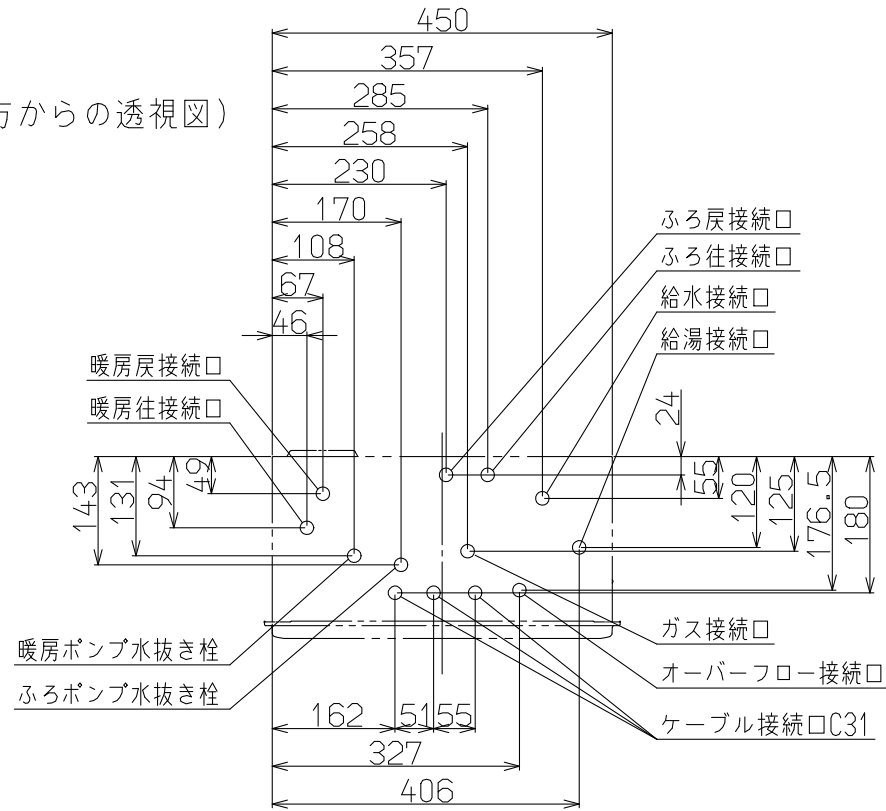 450
357
方からの透視図)
285
258
230
170
108
67
46
ふろ戻接続口
ふろ往接続口
給水接続口
給湯接続口
暖房戻接続口
暖房往接続口
143
131
94
49
24
55
120
125
176.5
180
暖房ポンプ水抜き栓
ふろポンプ水抜き栓
ガス接続口
オーバーフロー接続口
ケーブル接続口C31
162
51
55
327
406